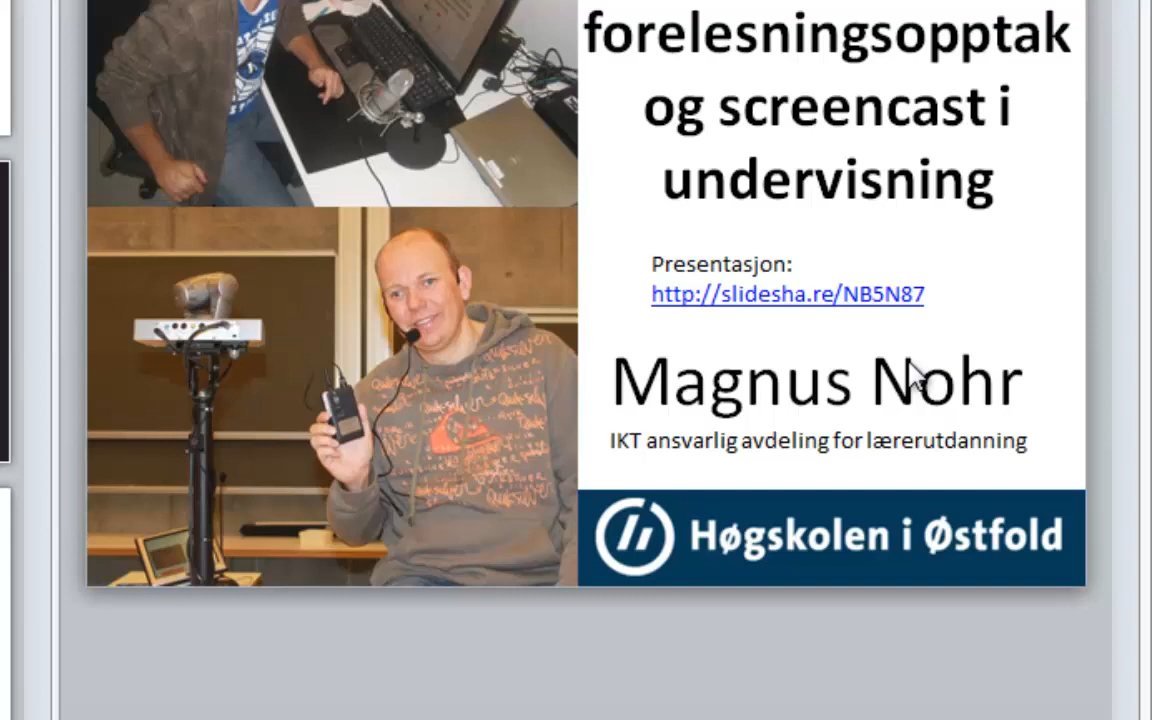 forelesningsopptak
og screencast i
undervisning
Presentasjon:
http://slidesha.re/NB5N87
Magnus Nohr
IKT ansvarlig avdeling for lærerutdanning
Høgskolen i Østfold